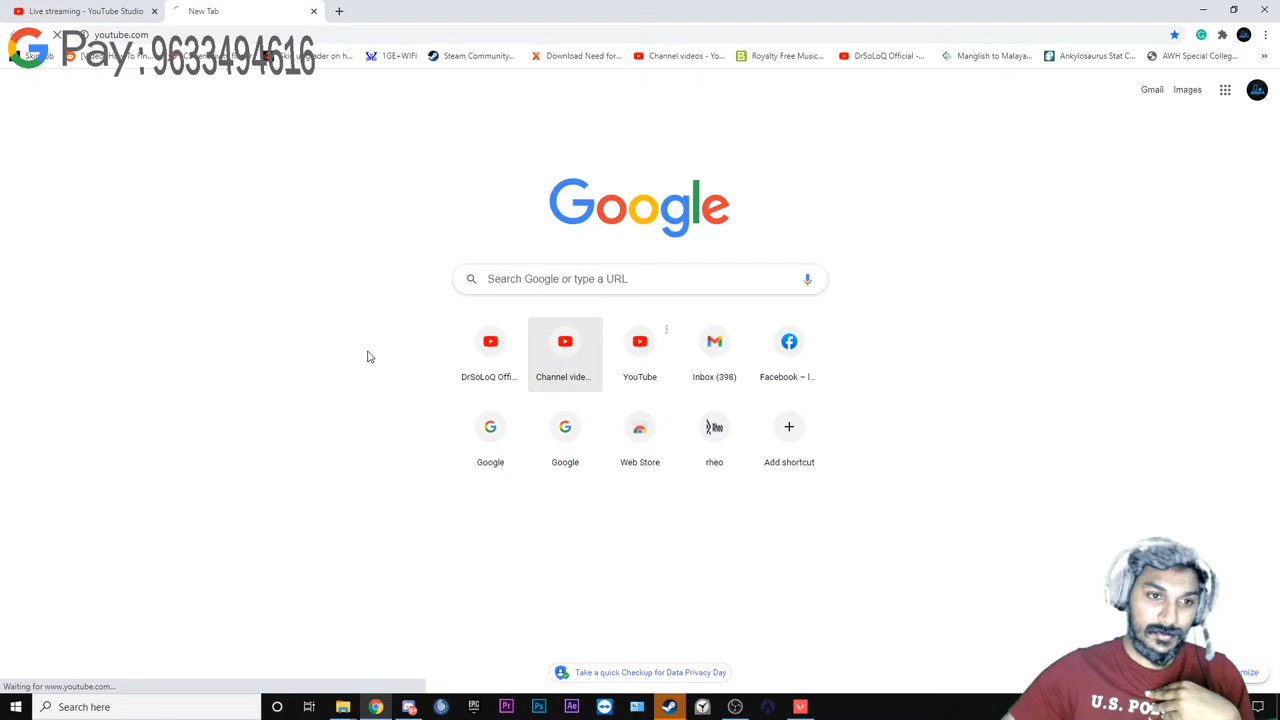 Live streaming - YouTube Studio
New Tab
youtube.com
G Pay : 9633494616
1GE+WIFI
Steam Community...
Download Need for...
Channel videos - Yo...
Royalty Free Music...
DrSoLoQ Official -...
Manglish to Malaya...
Ankylosaurus Stat C...
AWH Special Colleg...
Gmail
Images
Google
Search Google or type a URL
DrSoLoQ Offi...
Channel vide...
YouTube
Inbox (398)
Facebook – l...
Google
Google
Web Store
rheo
Add shortcut
Take a quick Checkup for Data Privacy Day
Waiting for www.youtube.com...
Search here
U.S. PO